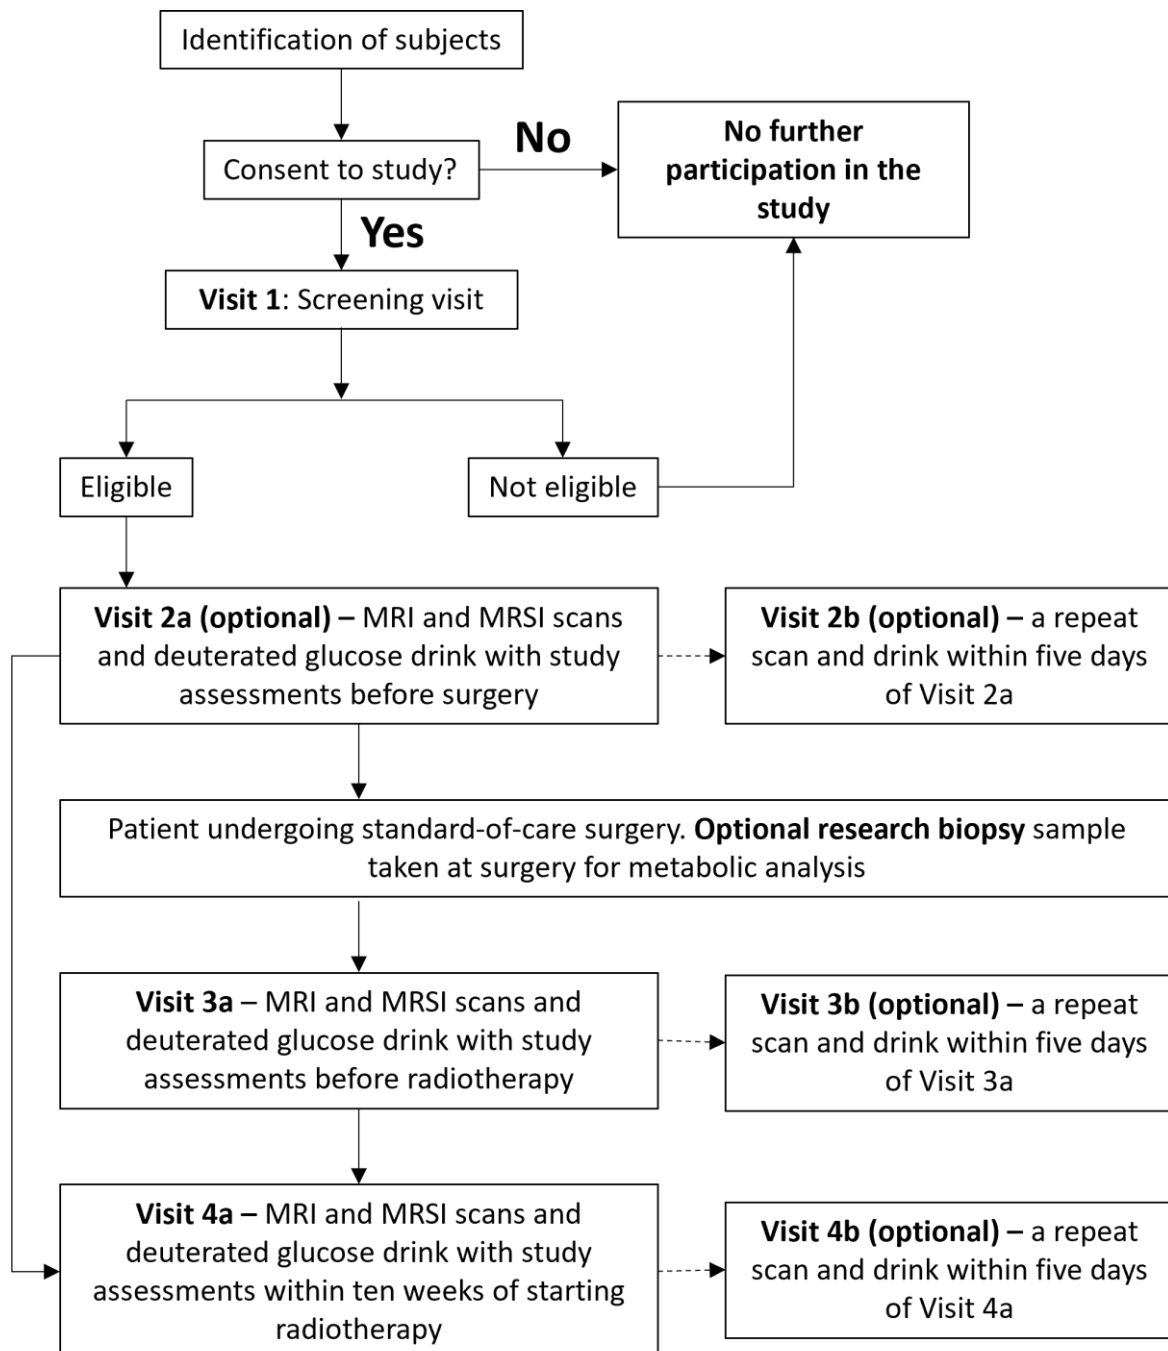 Identification of subjects
Consent to study?
No
No further
participation in the
study
Yes
Visit 1: Screening visit
Eligible
Not eligible
Visit 2a (optional) – MRI and MRSI scans
and deuterated glucose drink with study
assessments before surgery
Visit 2b (optional) – a repeat
scan and drink within five days
of Visit 2a
Patient undergoing standard-of-care surgery. Optional research biopsy sample
taken at surgery for metabolic analysis
Visit 3a – MRI and MRSI scans and
deuterated glucose drink with study
assessments before radiotherapy
Visit 3b (optional) – a repeat
scan and drink within five days
of Visit 3a
Visit 4a – MRI and MRSI scans and
deuterated glucose drink with study
assessments within ten weeks of starting
radiotherapy
Visit 4b (optional) – a repeat
scan and drink within five days
of Visit 4a